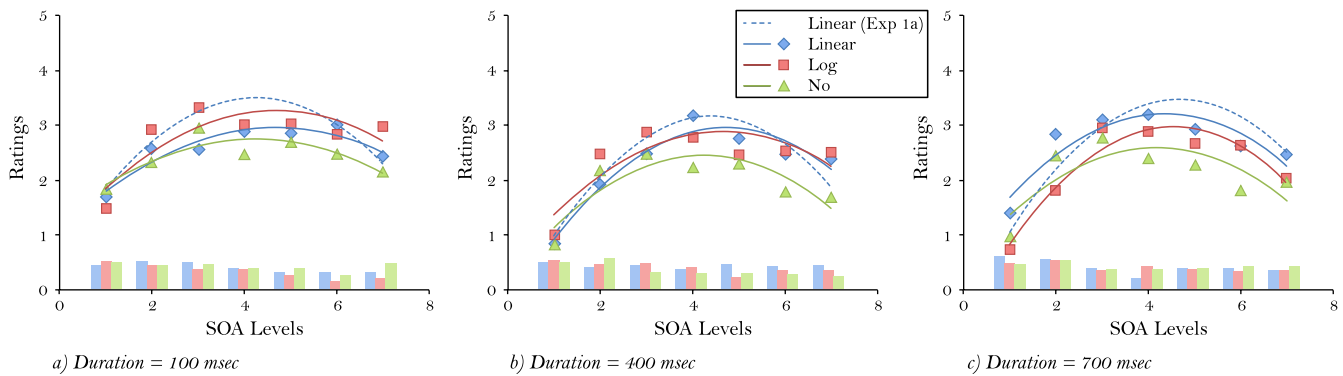 5
4
3
2
1
0
Ratings
0
2
4
6
8
SOA Levels
a) Duration = 100 msec
5
4
3
2
1
0
Ratings
0
2
4
6
8
SOA Levels
b) Duration = 400 msec
Linear (Exp 1a)
Linear
Log
No
5
4
3
2
1
0
Ratings
0
2
4
6
8
SOA Levels
c) Duration = 700 msec